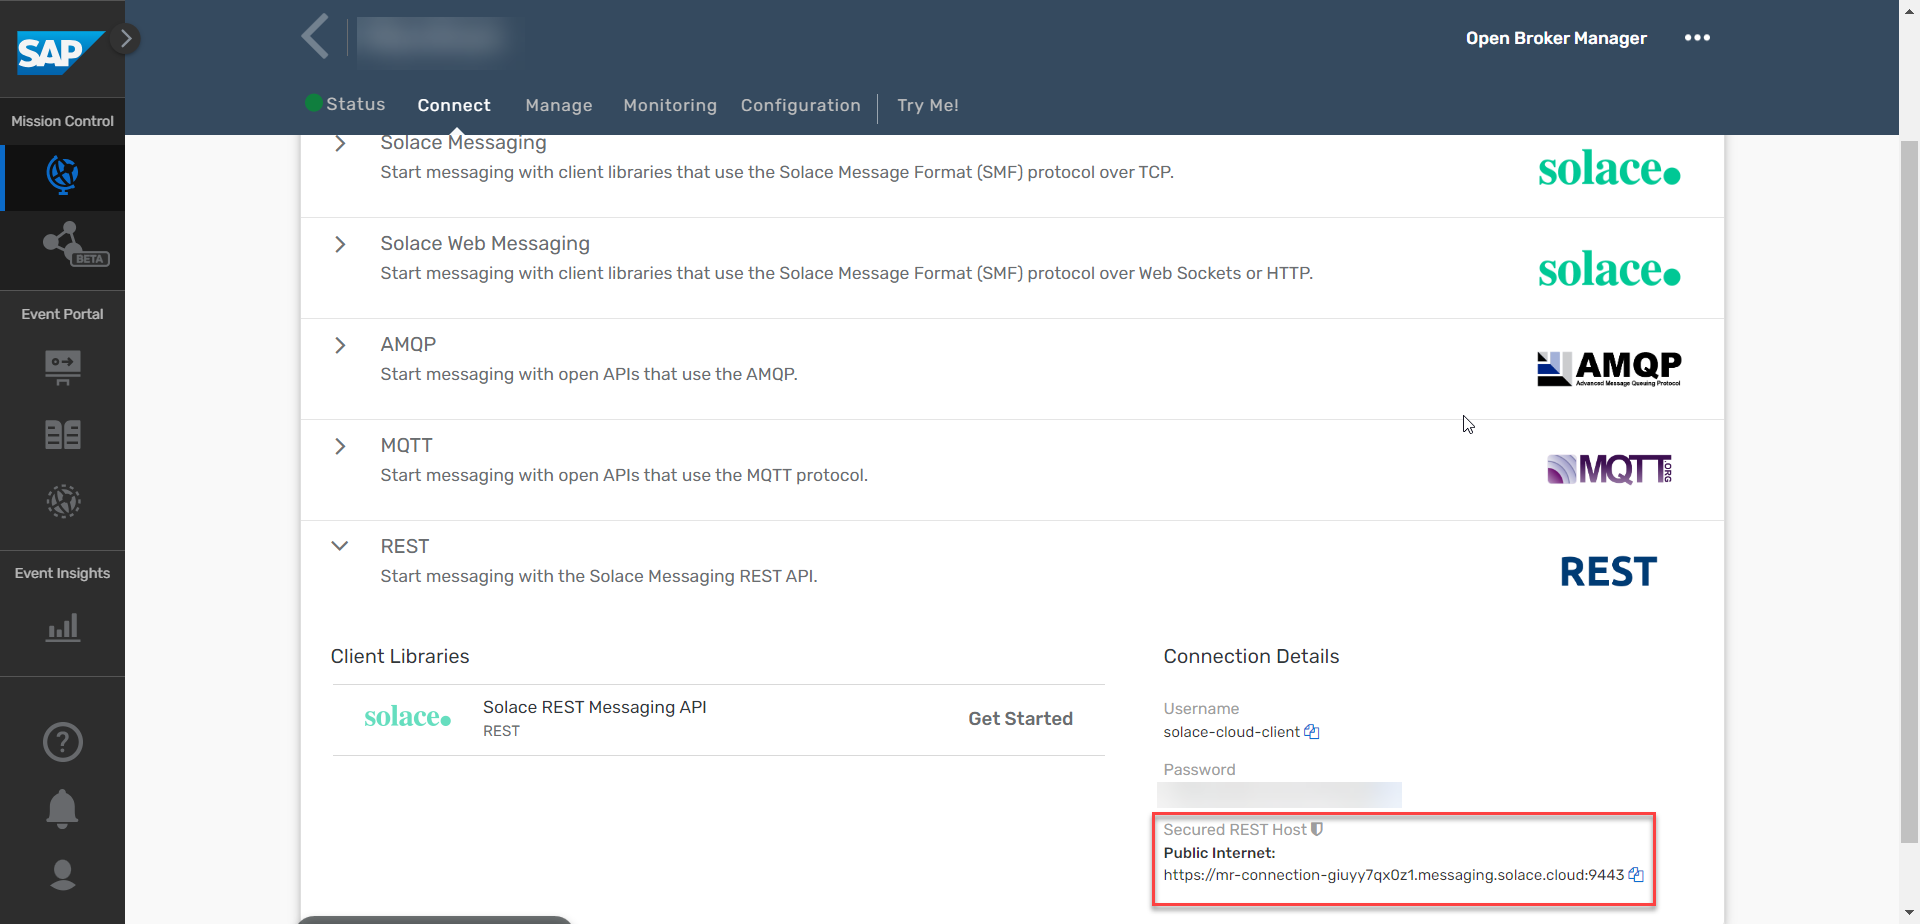 SAP
Open Broker Manager
Status
Connect
Manage
Monitoring
Configuration
Try Me!
Mission Control
BETA
Event Portal
Event Insights
Solace Messaging
Start messaging with client libraries that use the Solace Message Format (SMF) protocol over TCP.
solace.
Solace Web Messaging
Start messaging with client libraries that use the Solace Message Format (SMF) protocol over Web Sockets or HTTP.
solace.
AMQP
Start messaging with open APIs that use the AMQP.
AMQP
Advanced Message Queuing Protocol
MQTT
Start messaging with open APIs that use the MQTT protocol.
MQTT.ORG
REST
Start messaging with the Solace Messaging REST API.
REST
Client Libraries
solace.
Solace REST Messaging API
REST
Get Started
Connection Details
Username
solace-cloud-client
Password
Secured REST Host
Public Internet:
https://mr-connection-giuyy7qx0z1.messaging.solace.cloud:9443